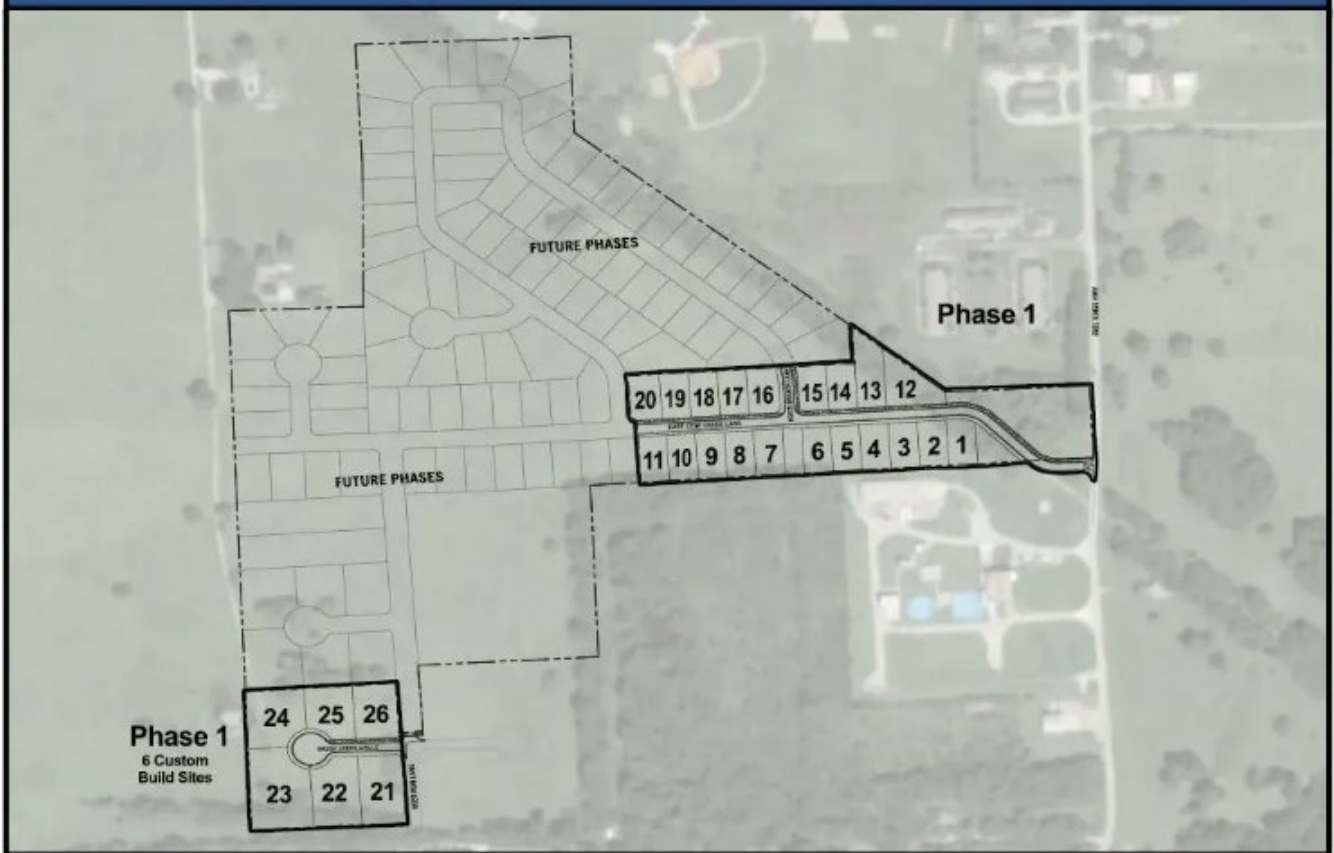 FUTURE PHASES
Phase 1
20 19 18 17 16 15 14 13 12
11 10 9 8 7 6 5 4 3 2 1
FUTURE PHASES
24 25 26
Phase 1
6 Custom
Build Sites
23 22 21